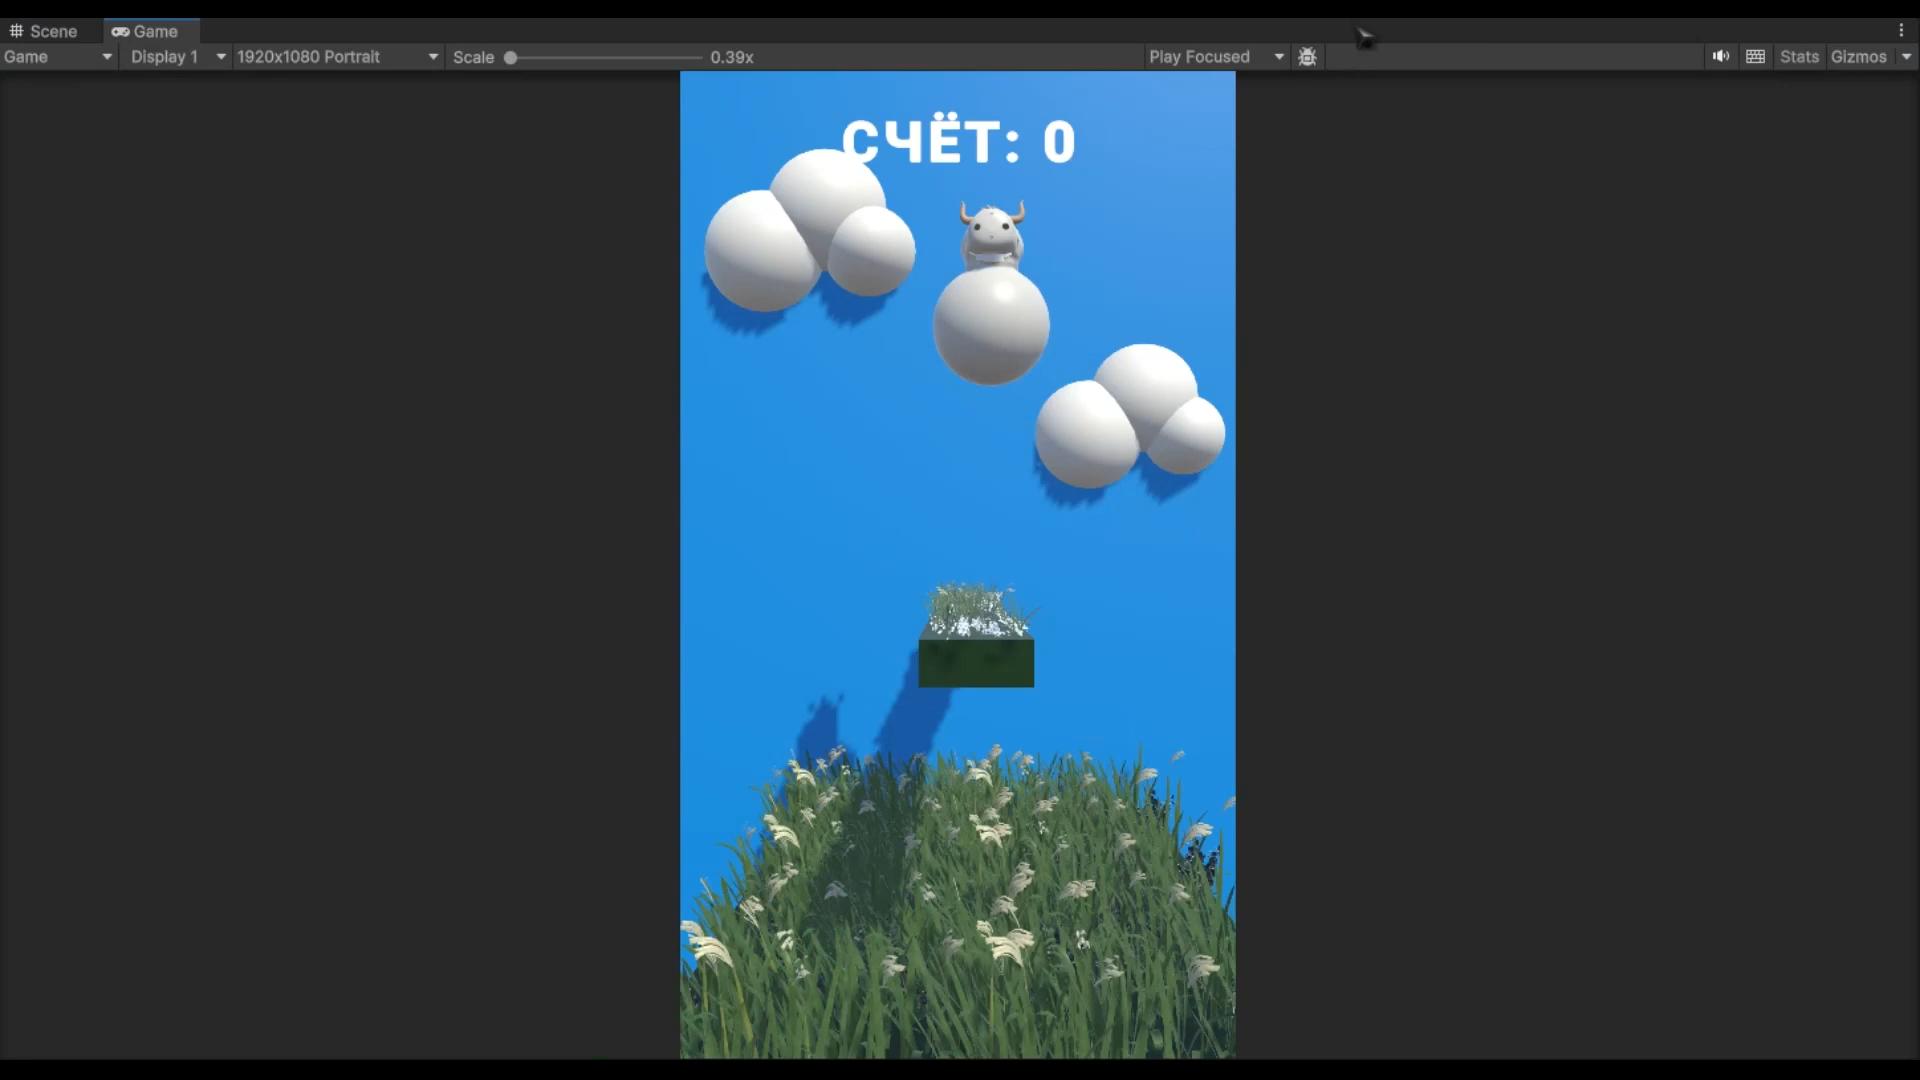 Scene
Game
Game
Display 1
1920x1080 Portrait
Scale
0.39x
Play Focused
Stats
Gizmos
СЧЁТ: 0